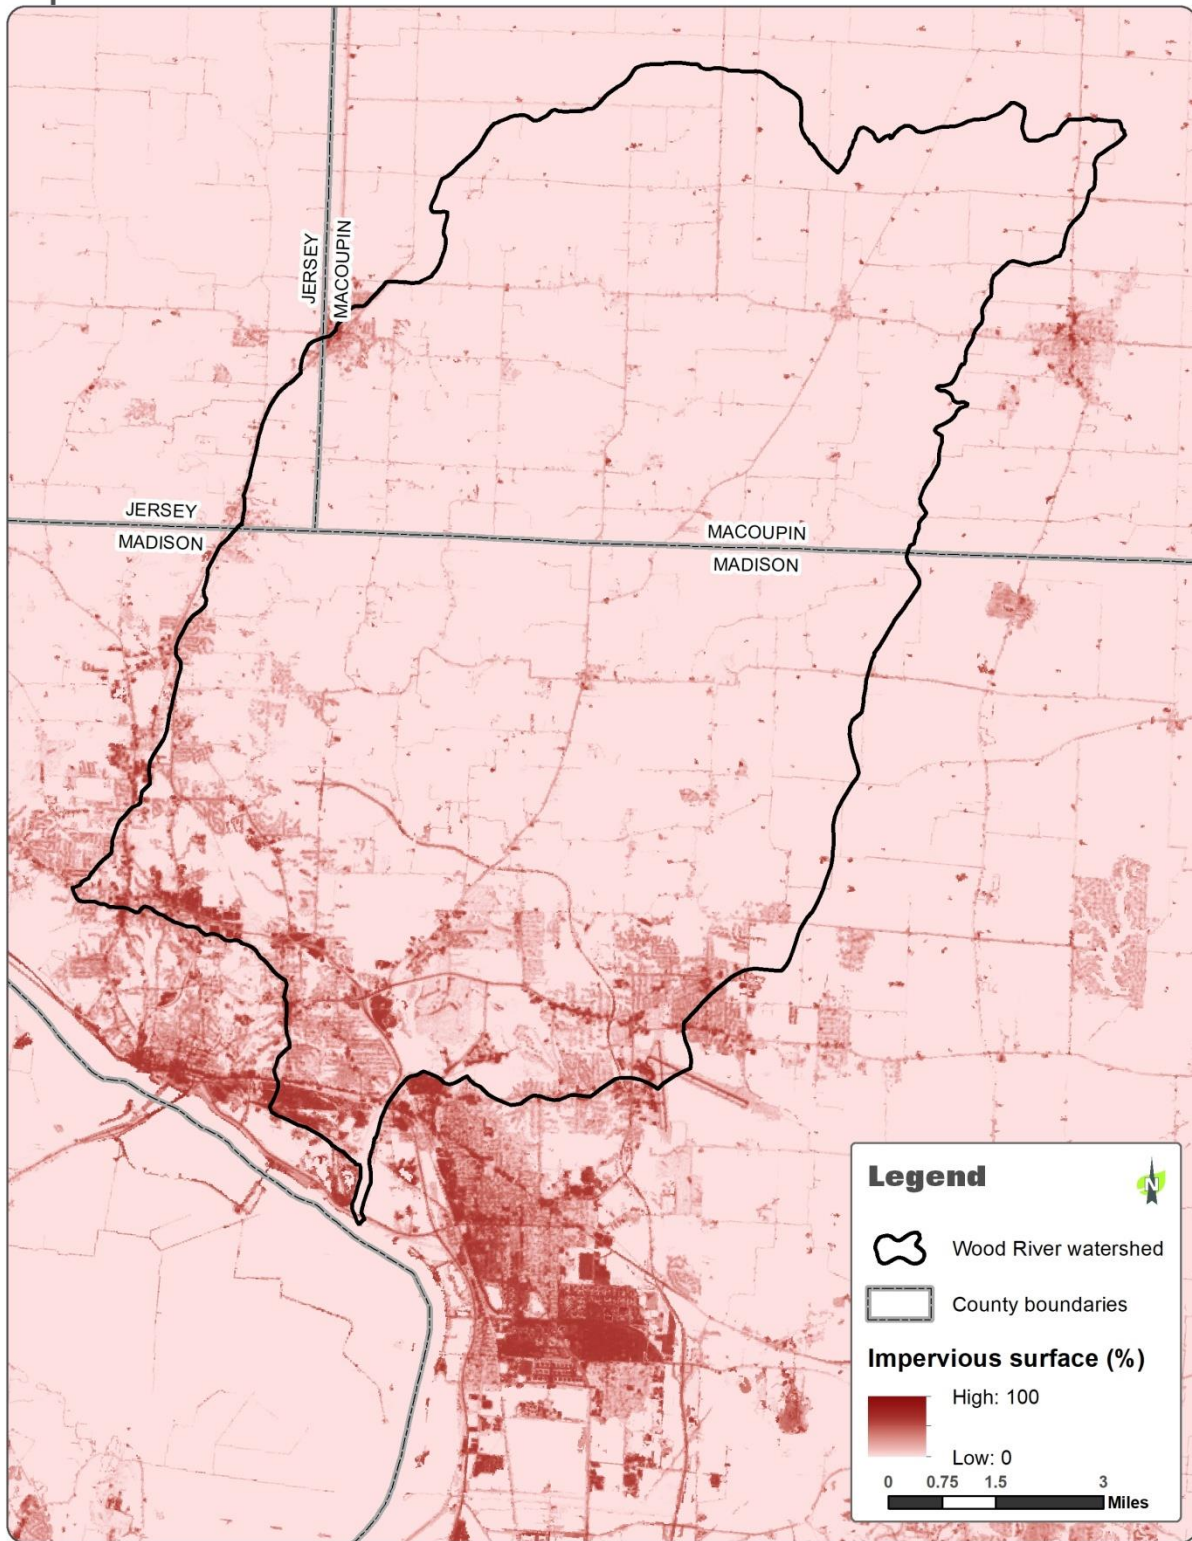 JERSEY
MACOUPIN
JERSEY
MADISON
MACOUPIN
MADISON
Legend
N
Wood River watershed
County boundaries
Impervious surface (%)
High: 100
Low: 0
0 0.75 1.5 3
Miles